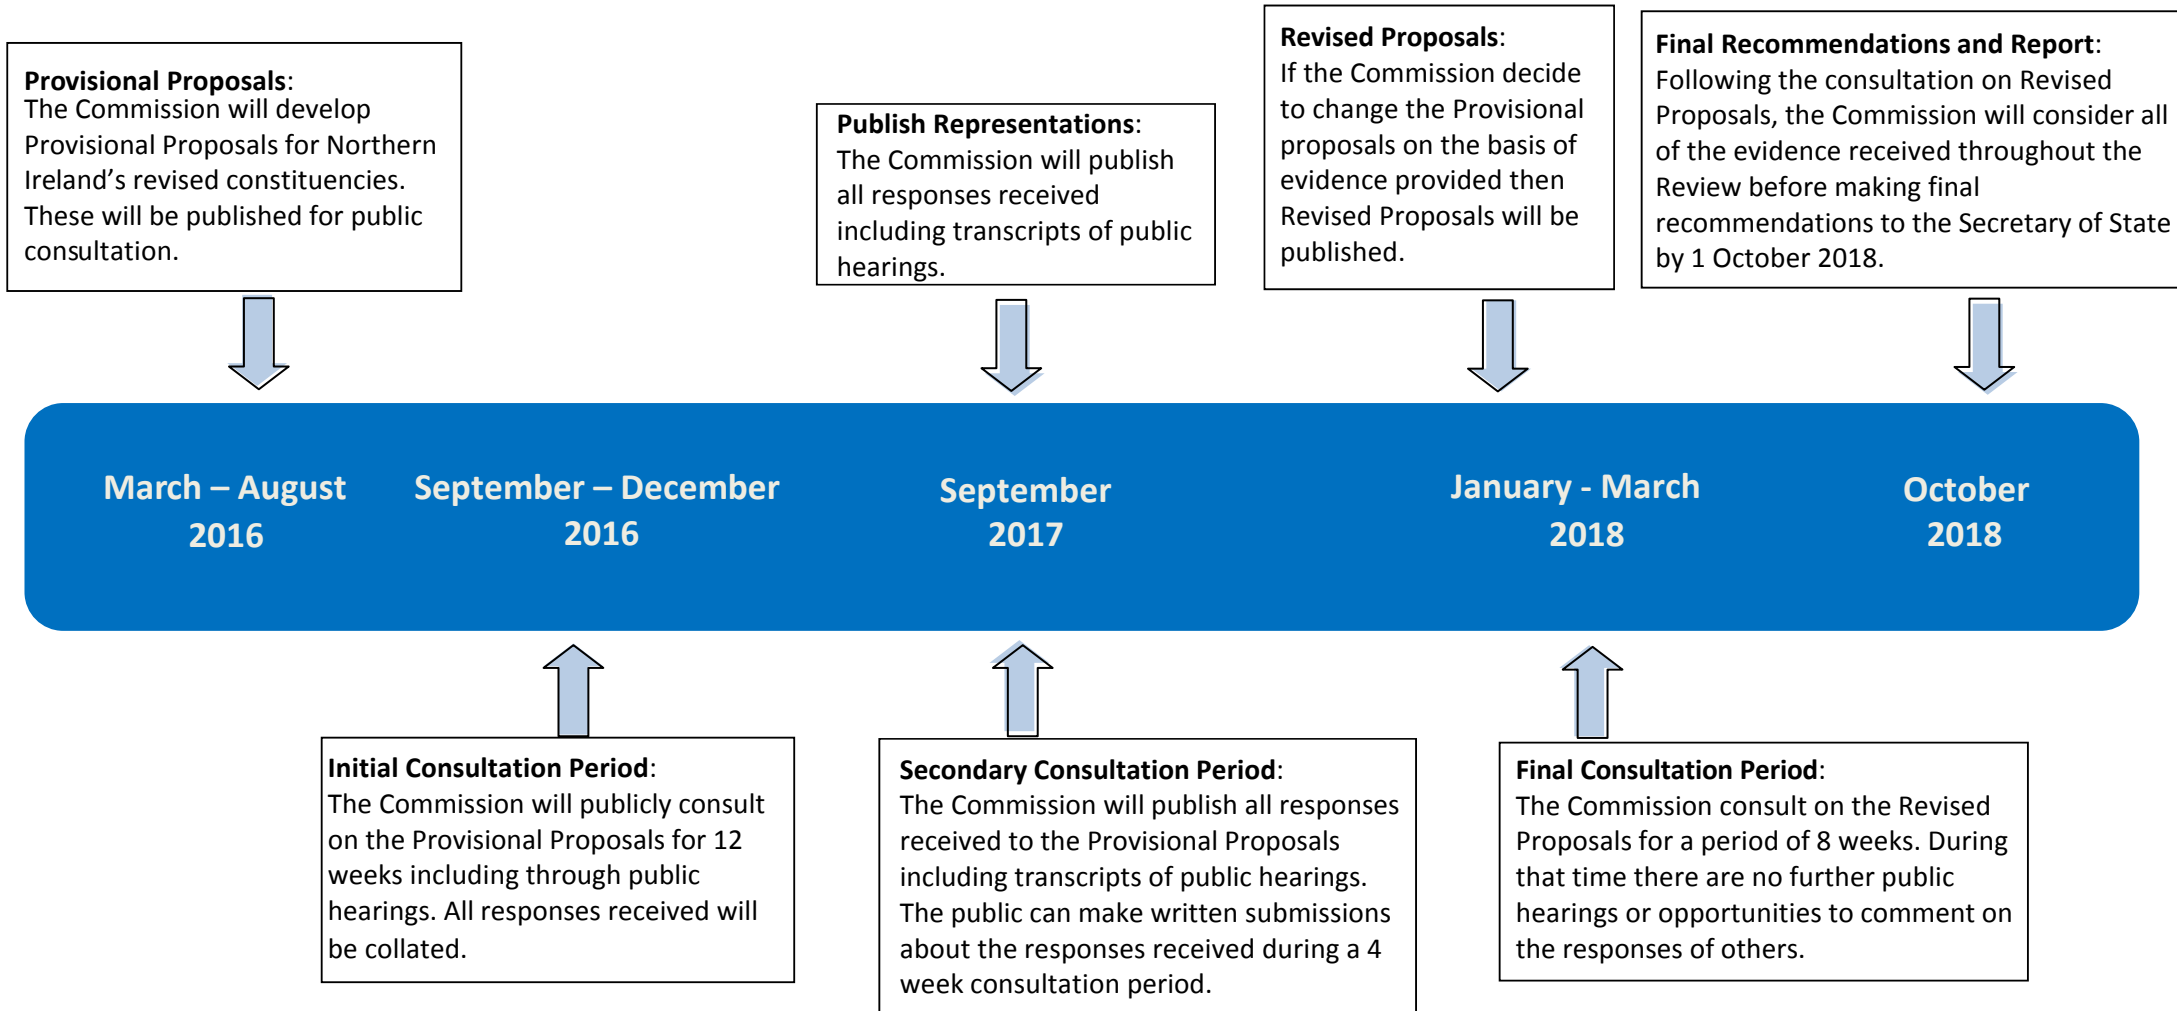 Provisional Proposals:
The Commission will develop
Provisional Proposals for Northern
Ireland’s revised constituencies.
These will be published for public
consultation.
Publish Representations:
The Commission will publish
all responses received
including transcripts of public
hearings.
Revised Proposals:
If the Commission decide
to change the Provisional
proposals on the basis of
evidence provided then
Revised Proposals will be
published.
Final Recommendations and Report:
Following the consultation on Revised
Proposals, the Commission will consider all
of the evidence received throughout the
Review before making final
recommendations to the Secretary of State
by 1 October 2018.
March – August
2016
September – December
2016
September
2017
January - March
2018
October
2018
Initial Consultation Period:
The Commission will publicly consult
on the Provisional Proposals for 12
weeks including through public
hearings. All responses received will
be collated.
Secondary Consultation Period:
The Commission will publish all responses
received to the Provisional Proposals
including transcripts of public hearings.
The public can make written submissions
about the responses received during a 4
week consultation period.
Final Consultation Period:
The Commission consult on the Revised
Proposals for a period of 8 weeks. During
that time there are no further public
hearings or opportunities to comment on
the responses of others.